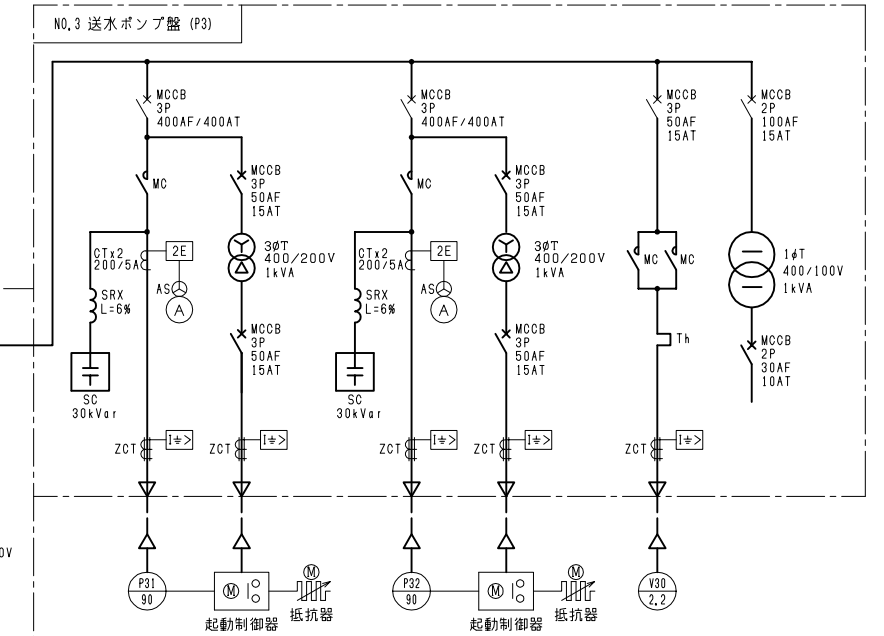 NO.3 送水ポンプ盤 (P3)
MCCB
3P
400AF/400AT
MC
MCCB
3P
50AF
15AT
CTx2
200/5A
2E
AS
A
3φT
400/200V
1kVA
SRX
L=6%
SC
30kVar
MCCB
3P
50AF
15AT
ZCT
I⏚>
ZCT
I⏚>
MCCB
3P
400AF/400AT
MC
MCCB
3P
50AF
15AT
CTx2
200/5A
2E
AS
A
3φT
400/200V
1kVA
SRX
L=6%
SC
30kVar
MCCB
3P
50AF
15AT
ZCT
I⏚>
ZCT
I⏚>
MCCB
3P
50AF
15AT
MC
MC
Th
ZCT
I⏚>
MCCB
2P
100AF
15AT
1φT
400/100V
1kVA
MCCB
2P
30AF
10AT
0V
P31
90
M
起動制御器
M
抵抗器
P32
90
M
起動制御器
M
抵抗器
V30
2.2